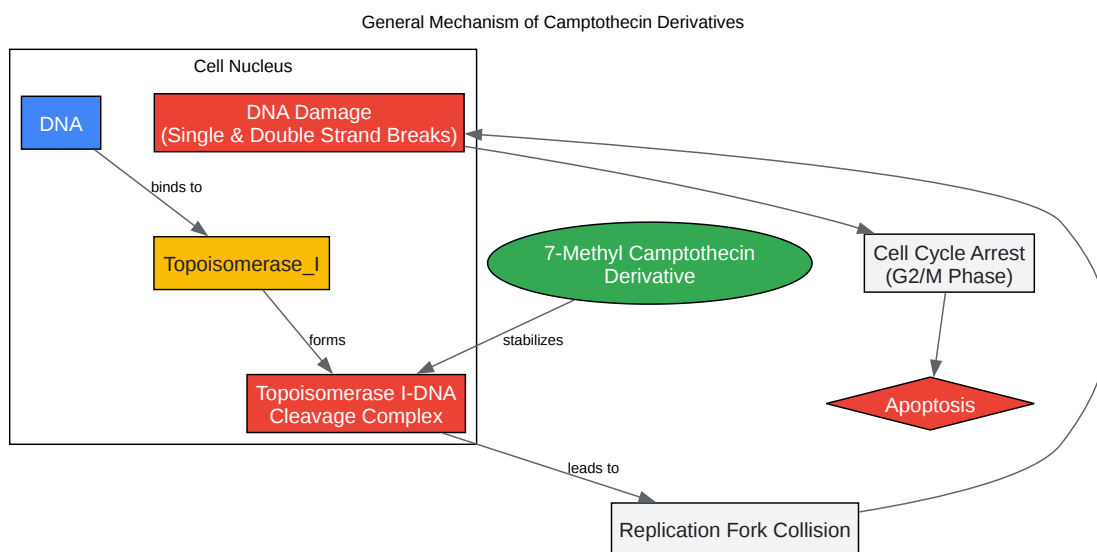 General Mechanism of Camptothecin Derivatives
Cell Nucleus
DNA
DNA Damage
(Single & Double Strand Breaks)
binds to
Topoisomerase_I
7-Methyl Camptothecin
Derivative
Cell Cycle Arrest
(G2/M Phase)
forms
stabilizes
Topoisomerase I-DNA
Cleavage Complex
Apoptosis
leads to
Replication Fork Collision